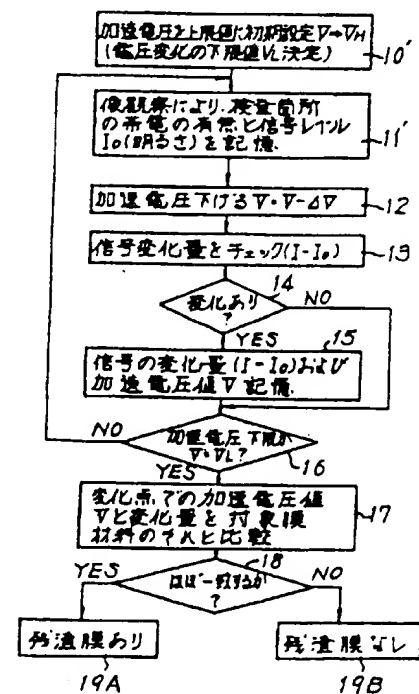 加速電圧を上限値に初期設定 V→VH
(電圧変化の下限値VL決定)
10'
像観察により、検査箇所
の帯電の有無と信号レベル
I0(明るさ)を記憶
11'
加速電圧下げるV=V-ΔV
12
信号変化量をチェック(I-I0)
13
14
変化あり
?
NO
YES
15
信号の変化量(I-I0)および
加速電圧値V記憶
NO
加速電圧下限か
V=VL?
16
YES
変化点での加速電圧値
Vと変化量を対象膜
材料のそれと比較
17
18
YES
ほぼ一致するか
?
NO
残渣膜あり
残渣膜なし
19A
19B